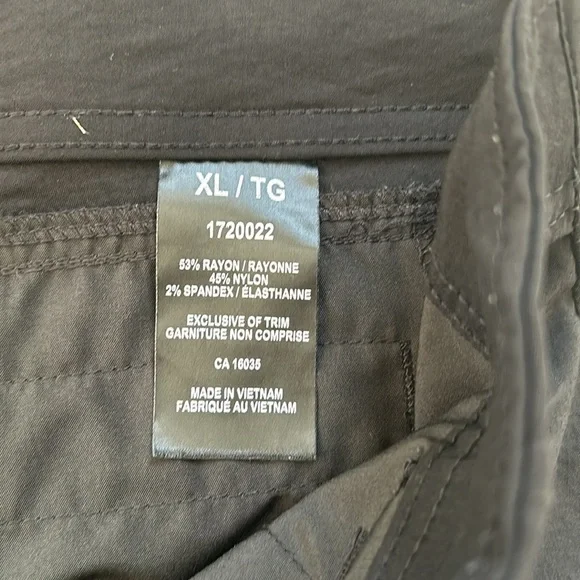 XL / TG
1720022
53% RAYON / RAYONNE
45% NYLON
2% SPANDEX / ÉLASTHANNE
EXCLUSIVE OF TRIM
GARNITURE NON COMPRISE
CA 16035
MADE IN VIETNAM
FABRIQUÉ AU VIETNAM